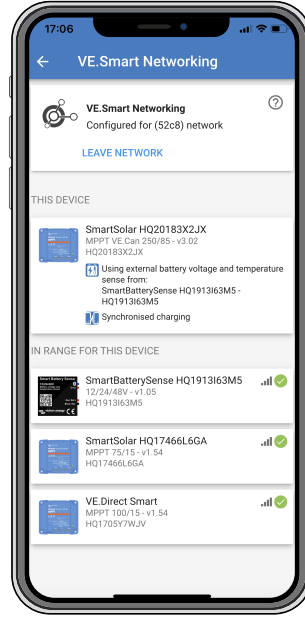 17:06
VE.Smart Networking
VE.Smart Networking
Configured for (52c8) network
LEAVE NETWORK
THIS DEVICE
SmartSolar HQ20183X2JX
MPPT VE.Can 250/85 - v3.02
HQ20183X2JX
Using external battery voltage and temperature
sense from:
SmartBatterySense HQ1913I63M5 -
HQ1913I63M5
Synchronised charging
IN RANGE FOR THIS DEVICE
Smart Battery Sense
SmartBatterySense HQ1913I63M5
12/24/48V - v1.05
HQ1913I63M5
SmartSolar HQ17466L6GA
MPPT 75/15 - v1.54
HQ17466L6GA
VE.Direct Smart
MPPT 100/15 - v1.54
HQ1705Y7WJV